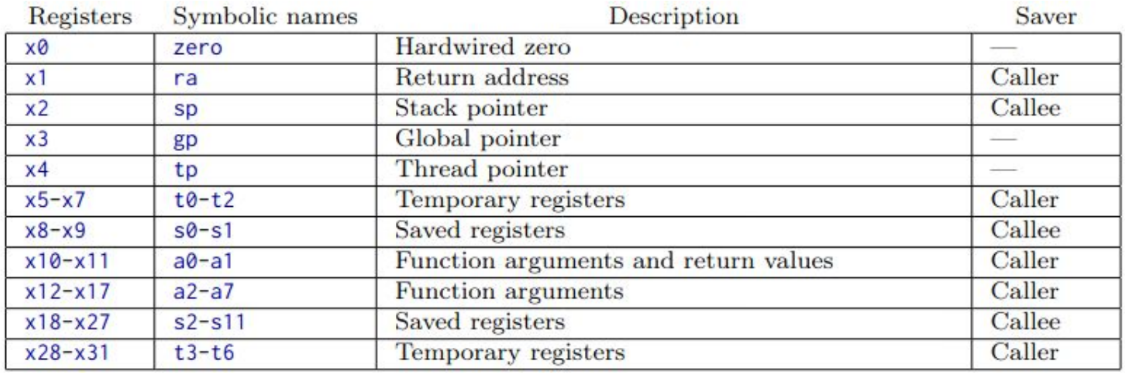 Registers Symbolic names Description Saver
x0 zero Hardwired zero —
x1 ra Return address Caller
x2 sp Stack pointer Callee
x3 gp Global pointer —
x4 tp Thread pointer —
x5-x7 t0-t2 Temporary registers Caller
x8-x9 s0-s1 Saved registers Callee
x10-x11 a0-a1 Function arguments and return values Caller
x12-x17 a2-a7 Function arguments Caller
x18-x27 s2-s11 Saved registers Callee
x28-x31 t3-t6 Temporary registers Caller